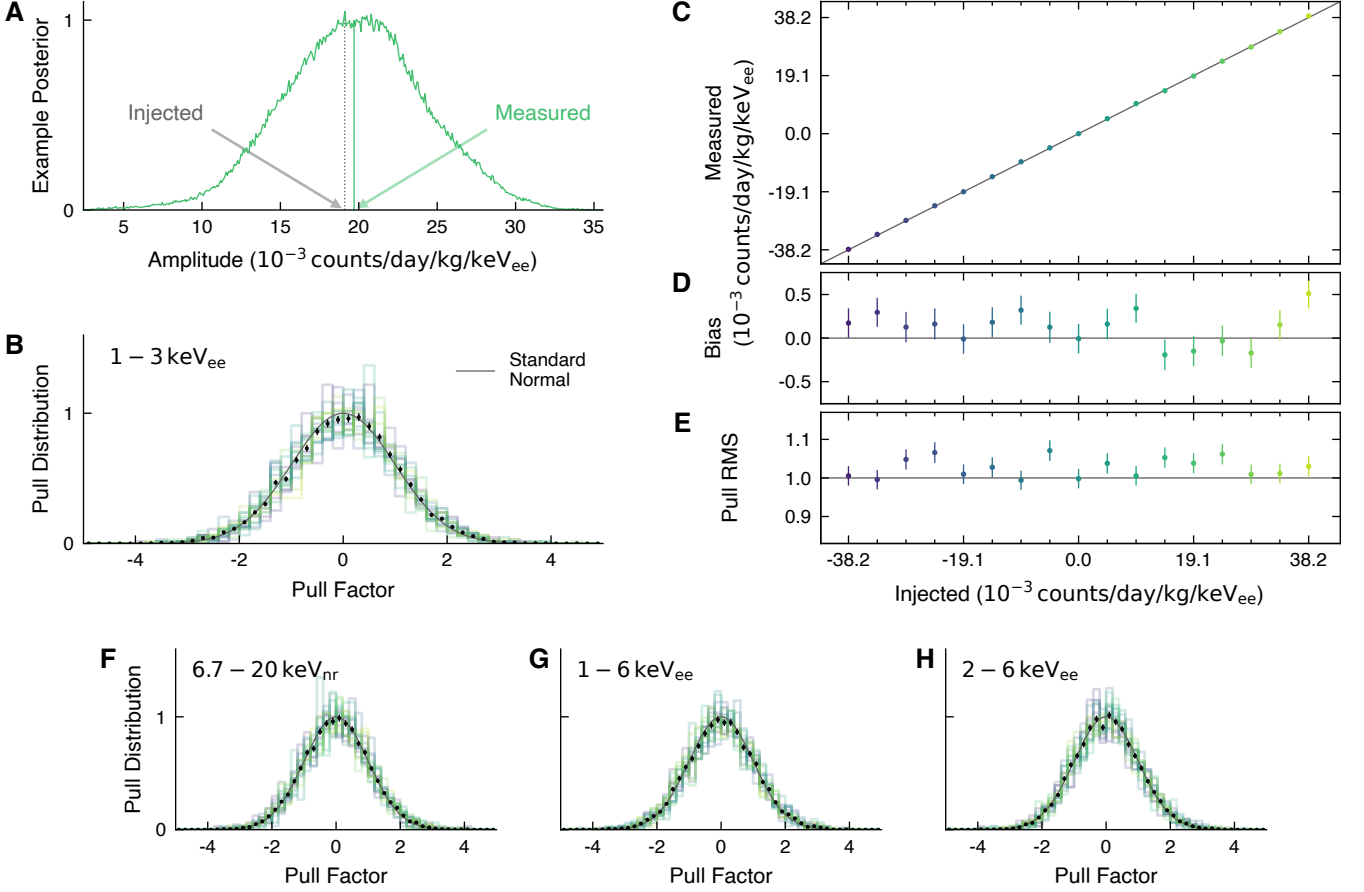 A
1
Example Posterior
Injected
Measured
0
5
10
15
20
25
30
35
Amplitude (10⁻³ counts/day/kg/keVₑₑ)
B
1 − 3 keVₑₑ
Standard
Normal
Pull Distribution
1
0
-4
-2
0
2
4
Pull Factor
C
38.2
19.1
0.0
-19.1
-38.2
Measured
(10⁻³ counts/day/kg/keVₑₑ)
D
0.5
0.0
-0.5
Bias
E
1.1
1.0
0.9
Pull RMS
-38.2
-19.1
0.0
19.1
38.2
Injected (10⁻³ counts/day/kg/keVₑₑ)
F
6.7 − 20 keVₙᵣ
Pull Distribution
1
0
-4
-2
0
2
4
Pull Factor
G
1 − 6 keVₑₑ
-4
-2
0
2
4
Pull Factor
H
2 − 6 keVₑₑ
-4
-2
0
2
4
Pull Factor